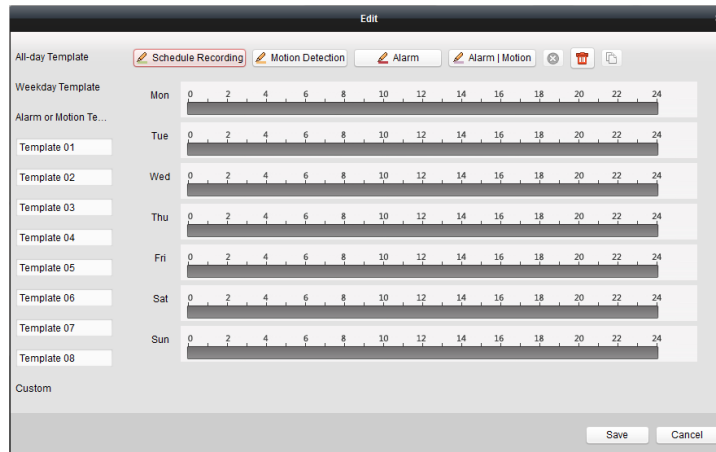 Edit
All-day Template
Schedule Recording Motion Detection Alarm Alarm | Motion
Weekday Template
Alarm or Motion Te...
Template 01
Template 02
Template 03
Template 04
Template 05
Template 06
Template 07
Template 08
Custom
Mon 0 2 4 6 8 10 12 14 16 18 20 22 24
Tue 0 2 4 6 8 10 12 14 16 18 20 22 24
Wed 0 2 4 6 8 10 12 14 16 18 20 22 24
Thu 0 2 4 6 8 10 12 14 16 18 20 22 24
Fri 0 2 4 6 8 10 12 14 16 18 20 22 24
Sat 0 2 4 6 8 10 12 14 16 18 20 22 24
Sun 0 2 4 6 8 10 12 14 16 18 20 22 24
Save Cancel